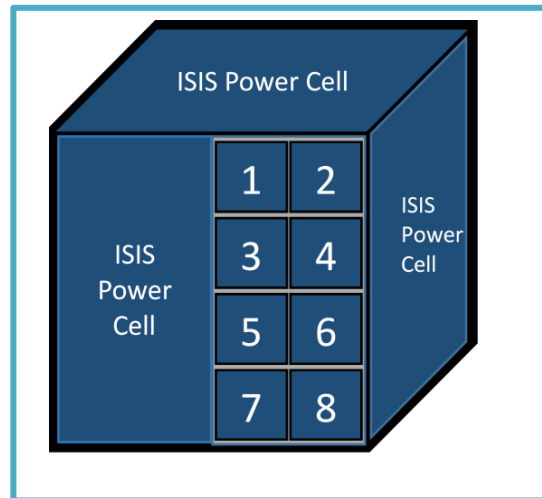 ISIS Power Cell
1 2
3 4
5 6
7 8
ISIS
Power
Cell
ISIS
Power
Cell